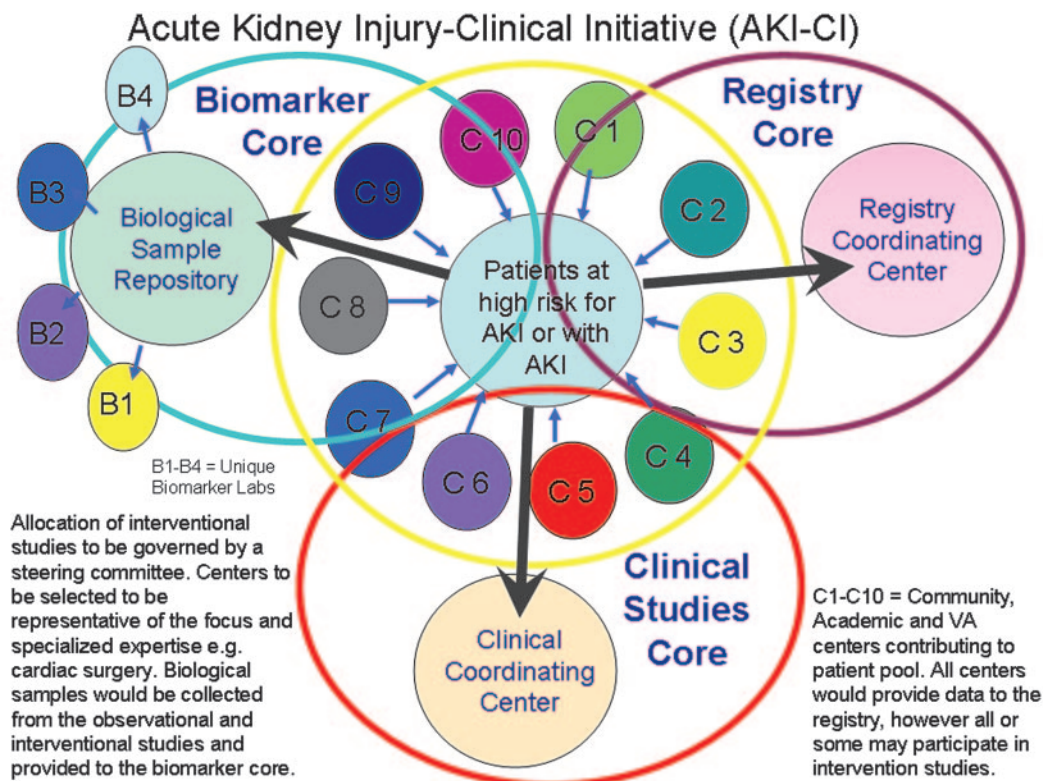 Acute Kidney Injury-Clinical Initiative (AKI-CI)
B4
Biomarker
Core
Registry
Core
C 10
C 1
B3
C 9
C 2
Biological
Sample
Repository
Registry
Coordinating
Center
Patients at
high risk for
AKI or with
AKI
B2
C 8
C 3
B1
C 7
C 4
C 6
C 5
B1-B4 = Unique
Biomarker Labs
Allocation of interventional
studies to be governed by a
steering committee. Centers to
be selected to be
representative of the focus and
specialized expertise e.g.
cardiac surgery. Biological
samples would be collected
from the observational and
interventional studies and
provided to the biomarker core.
Clinical
Studies
Core
Clinical
Coordinating
Center
C1-C10 = Community,
Academic and VA
centers contributing to
patient pool. All centers
would provide data to the
registry, however all or
some may participate in
intervention studies.